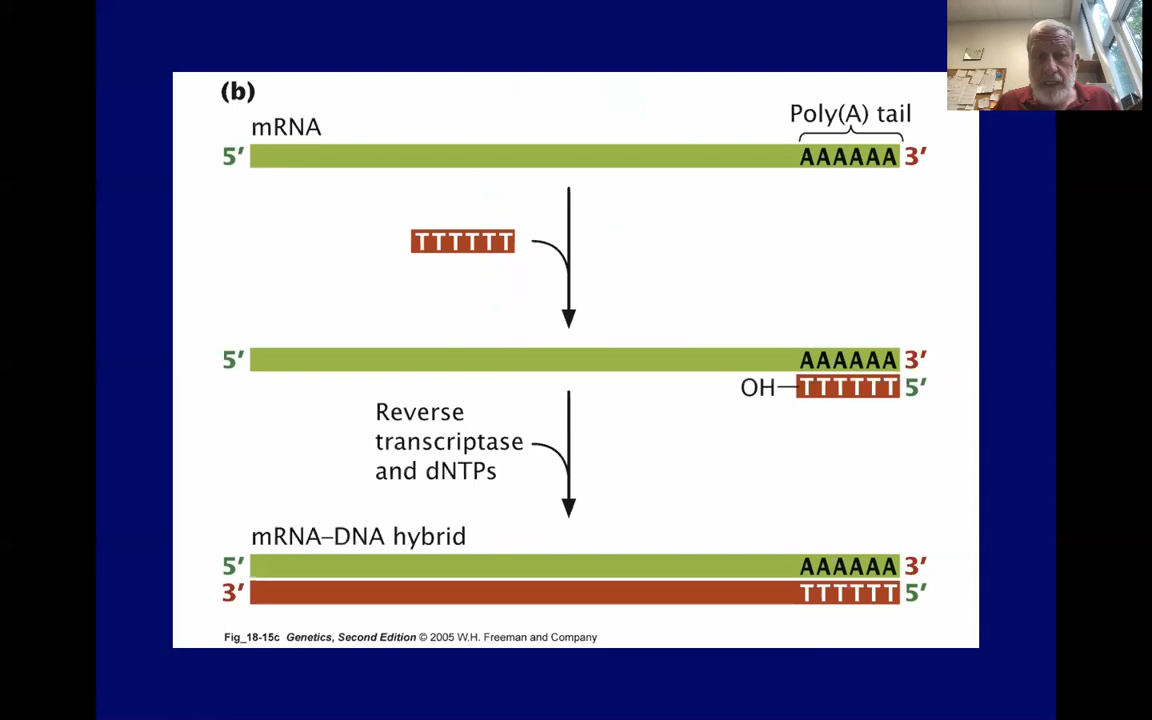 (b)
mRNA
Poly(A) tail
5′ AAAAAA 3′
TTTTTT
5′ AAAAAA 3′
OH—TTTTTT 5′
Reverse
transcriptase
and dNTPs
mRNA–DNA hybrid
5′ AAAAAA 3′
3′ TTTTTT 5′
Fig_18-15c Genetics, Second Edition © 2005 W.H. Freeman and Company